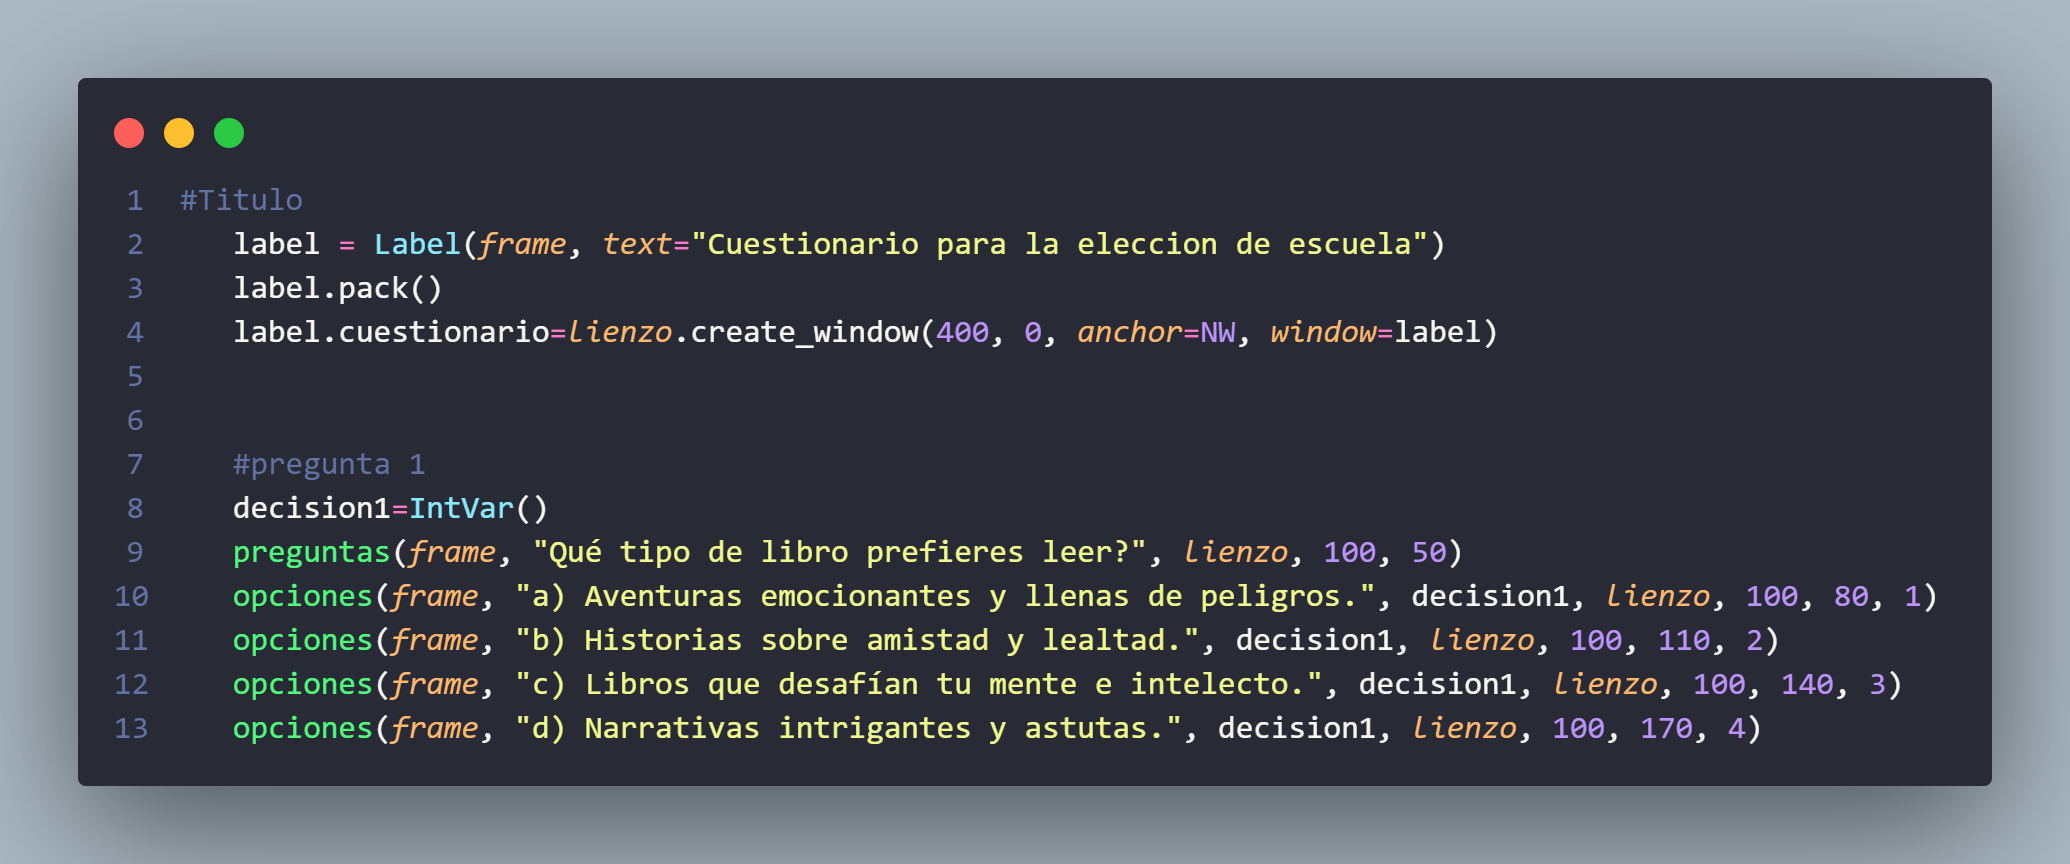 1 #Titulo
2 label = Label(frame, text="Cuestionario para la eleccion de escuela")
3 label.pack()
4 label.cuestionario=lienzo.create_window(400, 0, anchor=NW, window=label)
5
6
7 #pregunta 1
8 decision1=IntVar()
9 preguntas(frame, "Qué tipo de libro prefieres leer?", lienzo, 100, 50)
10 opciones(frame, "a) Aventuras emocionantes y llenas de peligros.", decision1, lienzo, 100, 80, 1)
11 opciones(frame, "b) Historias sobre amistad y lealtad.", decision1, lienzo, 100, 110, 2)
12 opciones(frame, "c) Libros que desafían tu mente e intelecto.", decision1, lienzo, 100, 140, 3)
13 opciones(frame, "d) Narrativas intrigantes y astutas.", decision1, lienzo, 100, 170, 4)